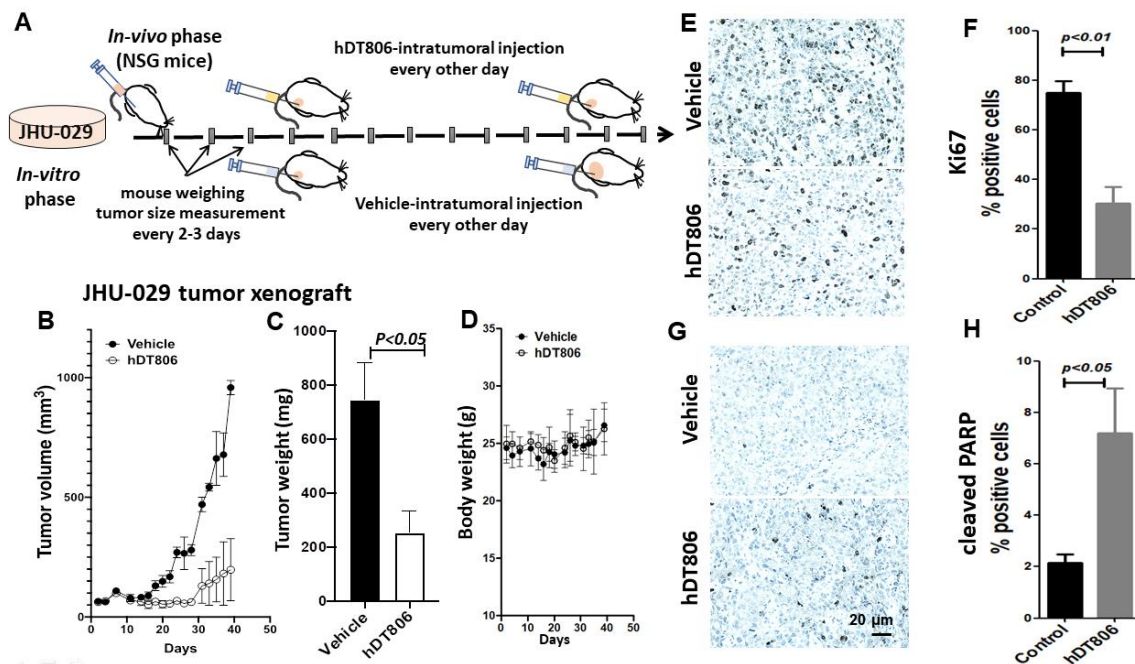 A
In-vivo phase
(NSG mice)
hDT806-intratumoral injection
every other day
JHU-029
In-vitro
phase
mouse weighing
tumor size measurement
every 2-3 days
Vehicle-intratumoral injection
every other day
JHU-029 tumor xenograft
B
Vehicle
hDT806
Tumor volume (mm³)
1000
500
0
0 10 20 30 40 50
Days
C
P<0.05
Tumor weight (mg)
1000
800
600
400
200
0
Vehicle
hDT806
D
Vehicle
hDT806
Body weight (g)
35
30
25
20
15
10
0 10 20 30 40 50
Days
E
Vehicle
hDT806
F
p<0.01
Ki67
% positive cells
100
80
60
40
20
0
Control
hDT806
G
Vehicle
hDT806
20 µm
H
p<0.05
cleaved PARP
% positive cells
10
8
6
4
2
0
Control
hDT806